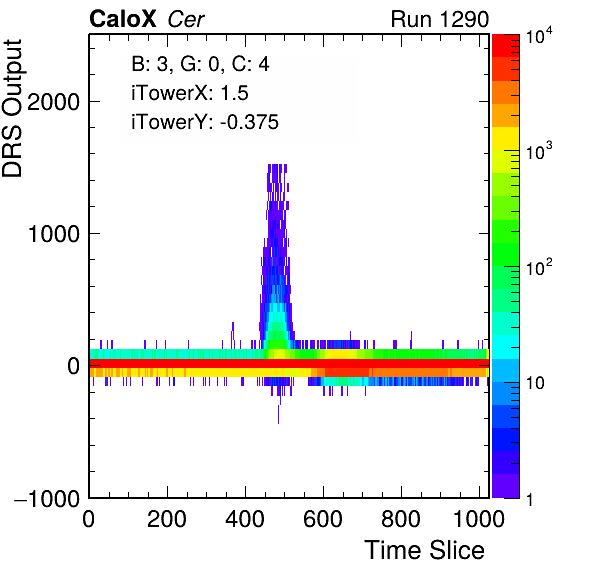 CaloX Cer Run 1290
B: 3, G: 0, C: 4
iTowerX: 1.5
iTowerY: -0.375
DRS Output
2000
1000
0
−1000
0 200 400 600 800 1000
Time Slice
10^4
10^3
10^2
10
1